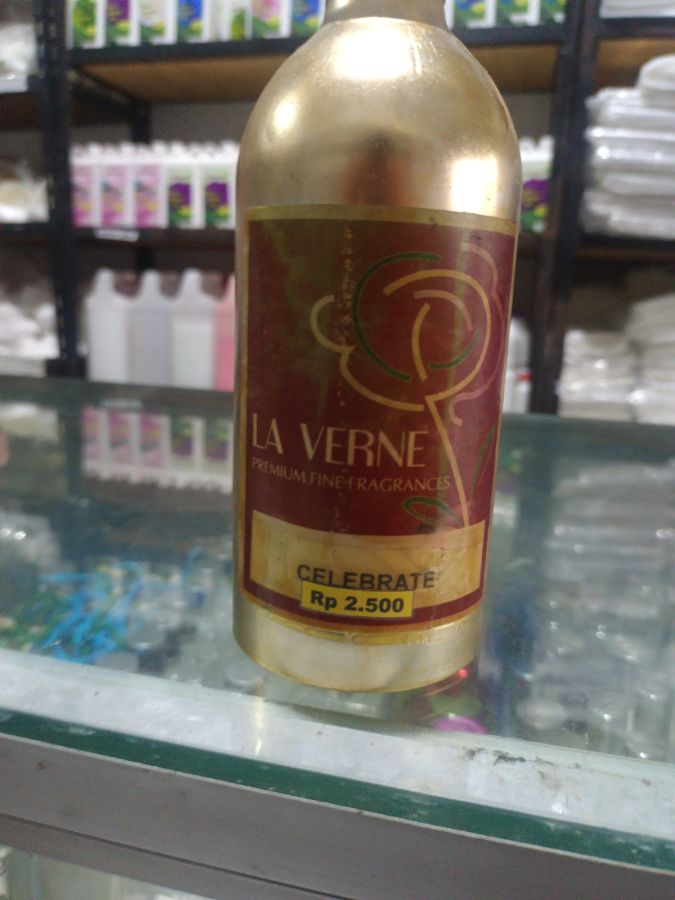 LA VERNE
PREMIUM FINE FRAGRANCES
CELEBRATE
Rp 2.500